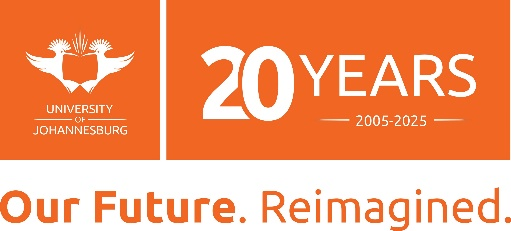 UNIVERSITY
OF
JOHANNESBURG
20 YEARS
2005-2025
Our Future. Reimagined.